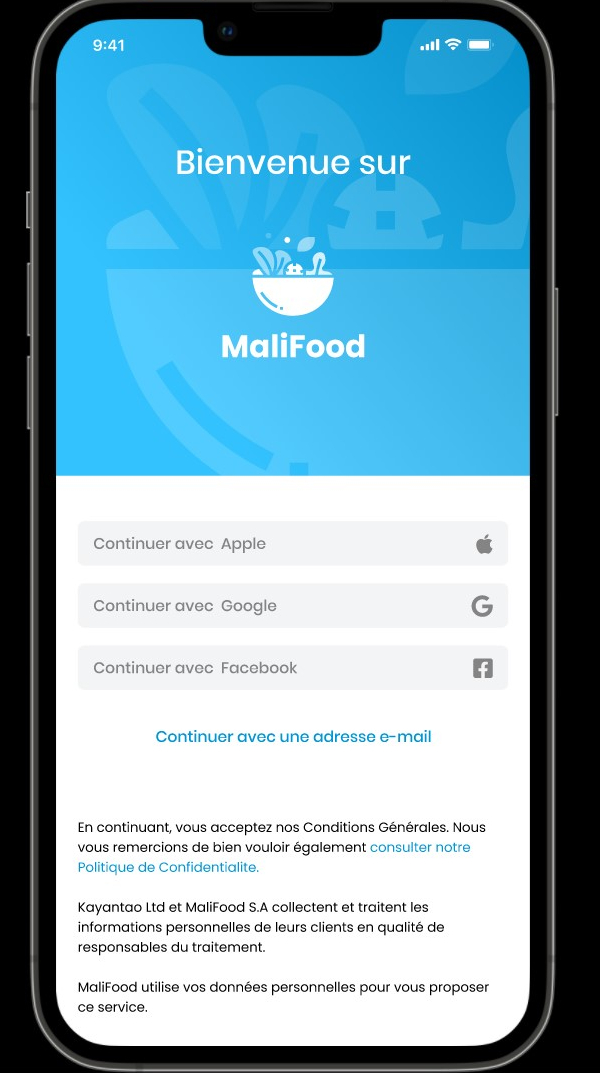 9:41
Bienvenue sur
MaliFood
Continuer avec Apple
Continuer avec Google
Continuer avec Facebook
Continuer avec une adresse e-mail
En continuant, vous acceptez nos Conditions Générales. Nous
vous remercions de bien vouloir également consulter notre
Politique de Confidentialite.
Kayantao Ltd et MaliFood S.A collectent et traitent les
informations personnelles de leurs clients en qualité de
responsables du traitement.
MaliFood utilise vos données personnelles pour vous proposer
ce service.